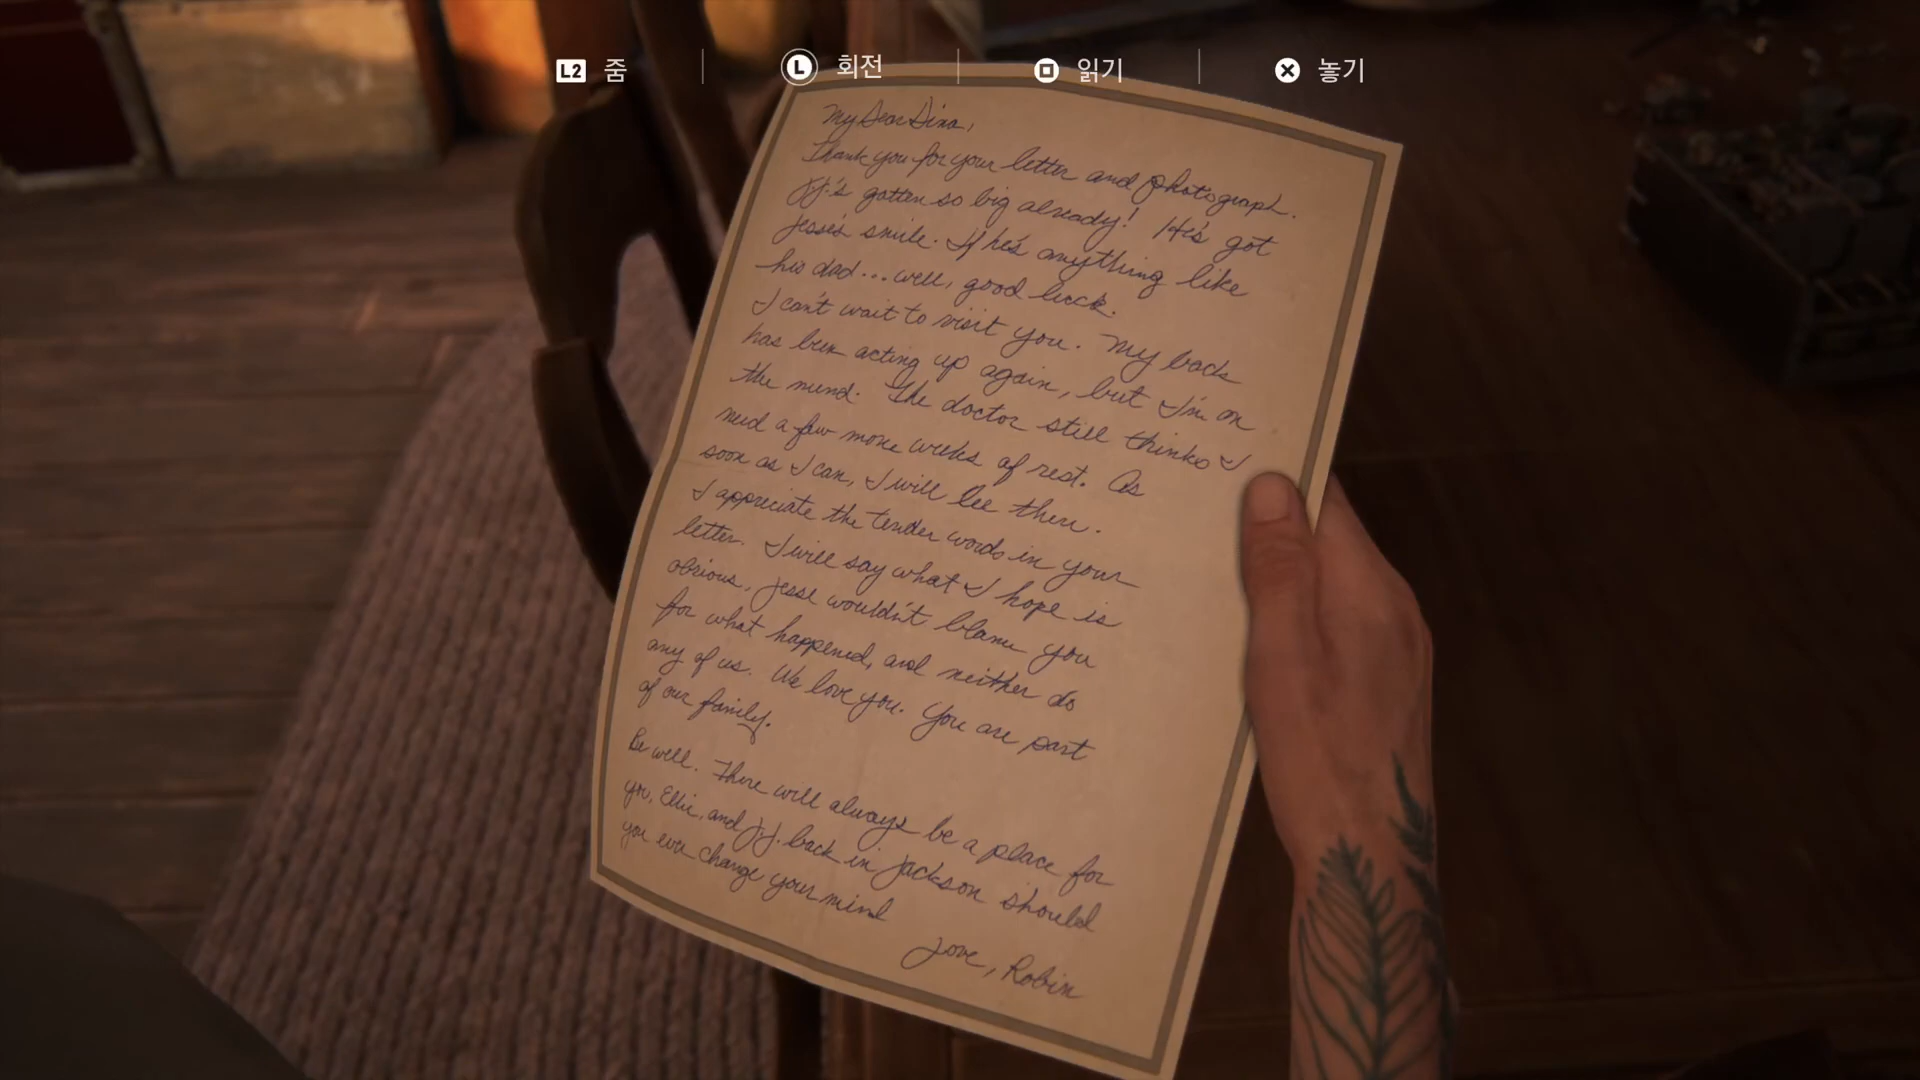 L2 줌 L 회전 읽기 놓기
My Dear Dina,
Thank you for your letter and photograph.
JJ.'s gotten so big already! He's got
Jesse's smile. If he's anything like
his dad...well, good luck.
I can't wait to visit you. My back
has been acting up again, but I'm on
the mend. The doctor still thinks I
need a few more weeks of rest. As
soon as I can, I will be there.
I appreciate the tender words in your
letter. I will say what I hope is
obvious, Jesse wouldn't blame you
for what happened, and neither do
any of us. We love you. You are part
of our family.
Be well. There will always be a place for
you, Ellie, and J.J. back in Jackson should
you ever change your mind
Love, Robin